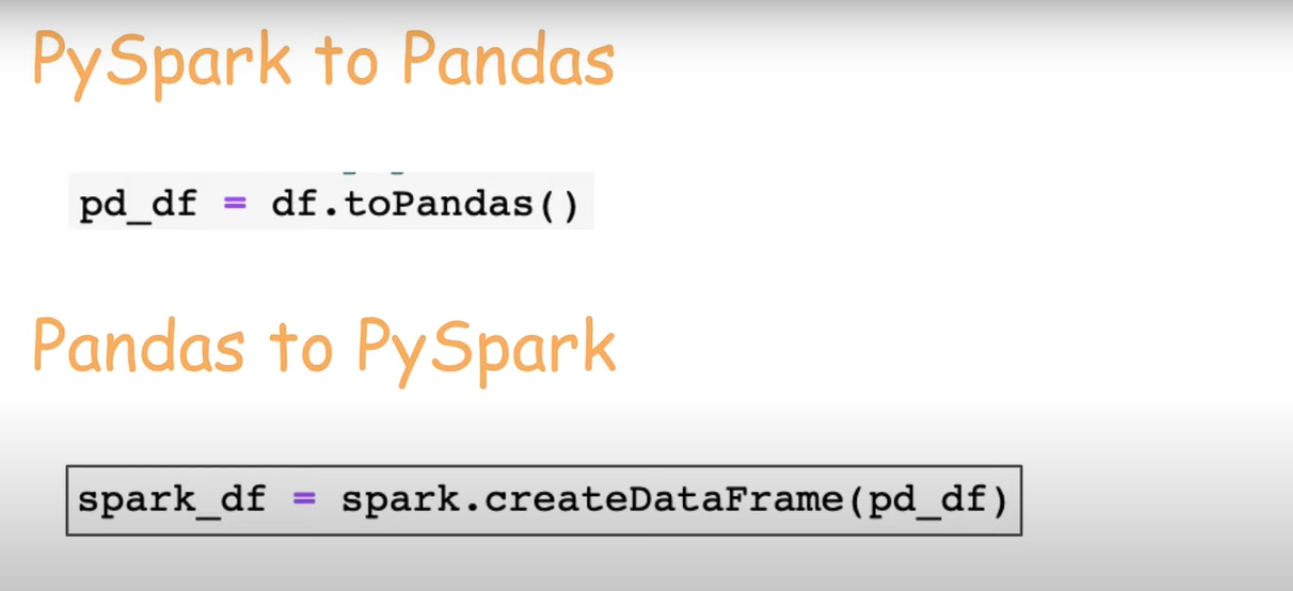 PySpark to Pandas
pd_df = df.toPandas()
Pandas to PySpark
spark_df = spark.createDataFrame(pd_df)